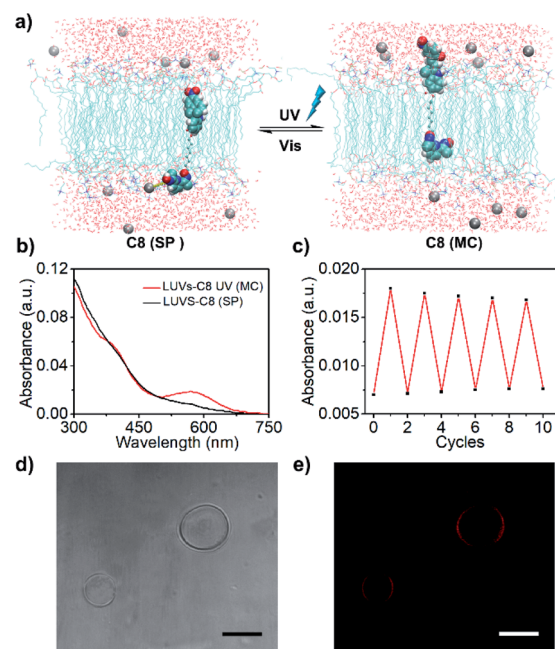 a)
UV
Vis
C8 (SP)
C8 (MC)
b)
c)
0.12
0.08
0.04
0.00
Absorbance (a.u.)
LUVs-C8 UV (MC)
LUVS-C8 (SP)
300
450
600
750
Wavelength (nm)
0.020
0.015
0.010
0.005
Absorbance (a.u.)
0
2
4
6
8
10
Cycles
d)
e)